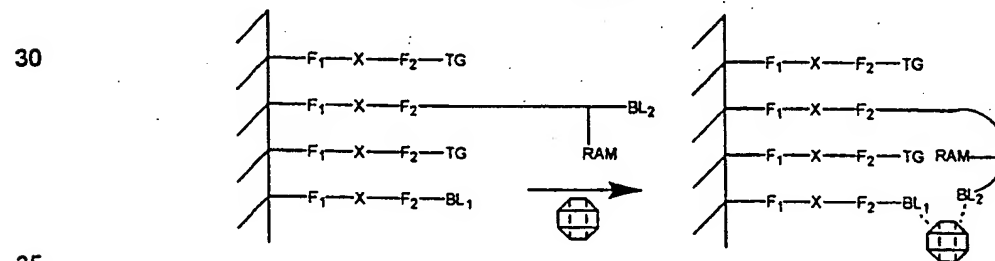 30
F₁—X—F₂—TG F₁—X—F₂—TG
F₁—X—F₂ BL₂ F₁—X—F₂
RAM
F₁—X—F₂—TG F₁—X—F₂—TG RAM
F₁—X—F₂—BL₁ F₁—X—F₂—BL₁ BL₂
35